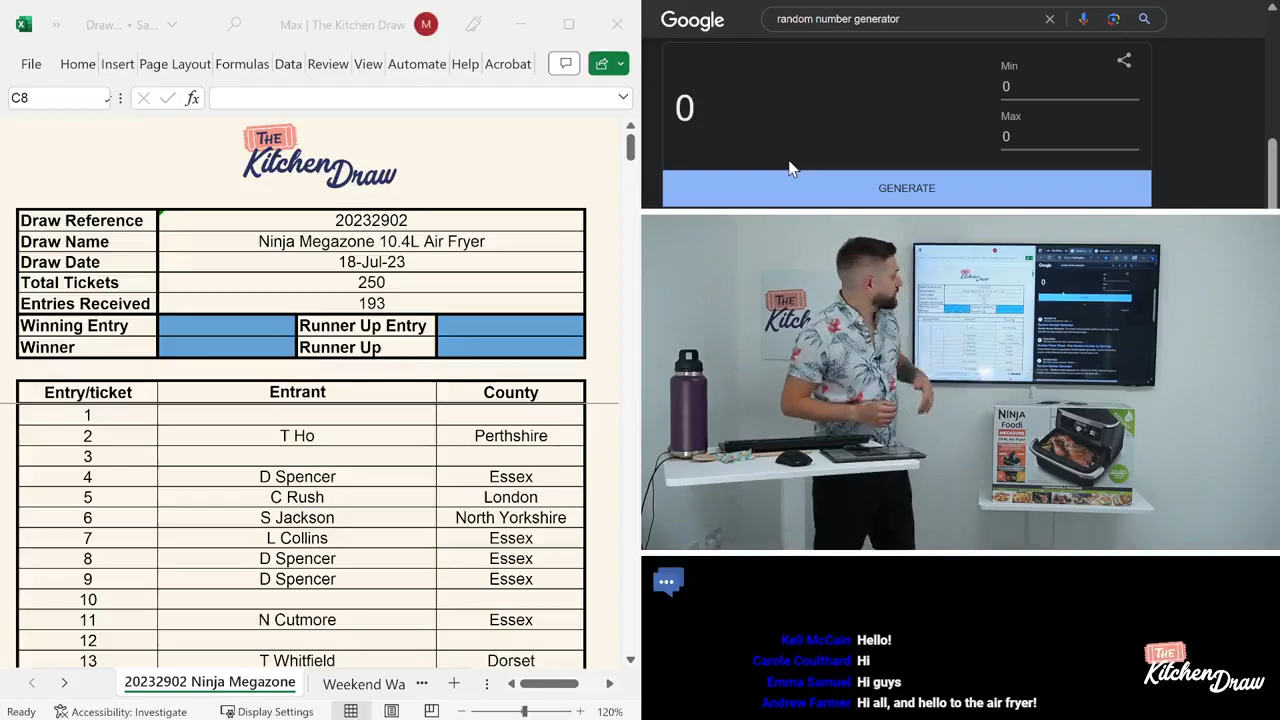 Draw... • Sa...
Max | The Kitchen Draw
M
File Home Insert Page Layout Formulas Data Review View Automate Help Acrobat
C8
fx
THE
Kitchen Draw
Draw Reference 20232902
Draw Name Ninja Megazone 10.4L Air Fryer
Draw Date 18-Jul-23
Total Tickets 250
Entries Received 193
Winning Entry Runner Up Entry
Winner Runner Up
Entry/ticket Entrant County
1
2 T Ho Perthshire
3
4 D Spencer Essex
5 C Rush London
6 S Jackson North Yorkshire
7 L Collins Essex
8 D Spencer Essex
9 D Spencer Essex
10
11 N Cutmore Essex
12
13 T Whitfield Dorset
20232902 Ninja Megazone Weekend Wa ...
Ready Accessibility: Investigate Display Settings 120%
Google random number generator
0
Min
0
Max
0
GENERATE
THE
Kitch
Google
0
NINJA
Foodi
MEGAZONE
Kell McCain Hello!
Carole Coulthard Hi
Emma Samuel Hi guys
Andrew Farmer Hi all, and hello to the air fryer!
THE
Kitchen Draw